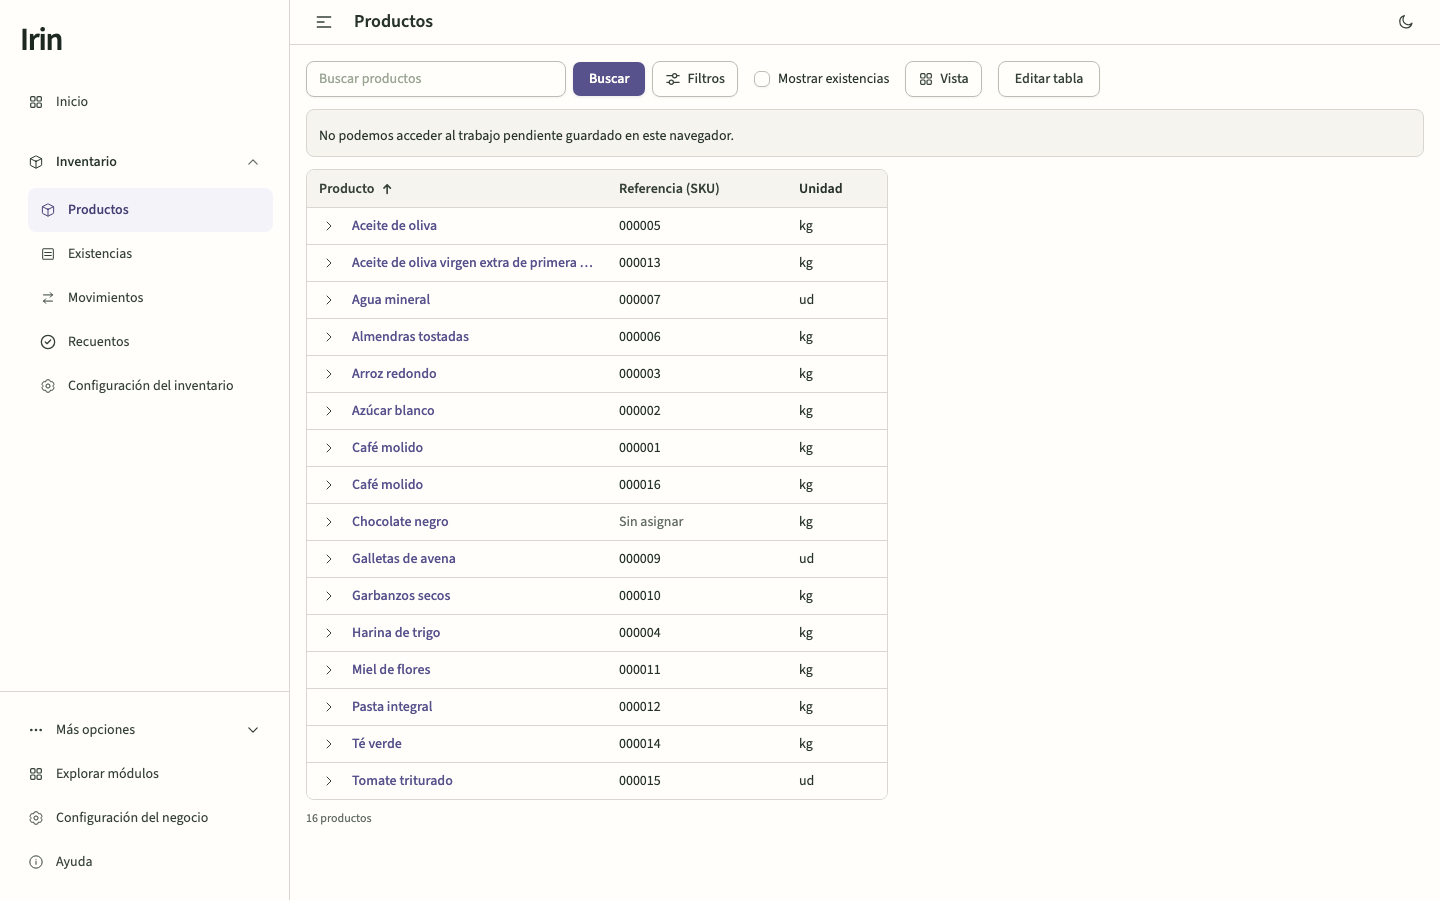 Irin
Inicio
Inventario
Productos
Existencias
Movimientos
Recuentos
Configuración del inventario
Más opciones
Explorar módulos
Configuración del negocio
Ayuda
Productos
Buscar productos Buscar Filtros Mostrar existencias Vista Editar tabla
No podemos acceder al trabajo pendiente guardado en este navegador.
Producto Referencia (SKU) Unidad
Aceite de oliva 000005 kg
Aceite de oliva virgen extra de primera … 000013 kg
Agua mineral 000007 ud
Almendras tostadas 000006 kg
Arroz redondo 000003 kg
Azúcar blanco 000002 kg
Café molido 000001 kg
Café molido 000016 kg
Chocolate negro Sin asignar kg
Galletas de avena 000009 ud
Garbanzos secos 000010 kg
Harina de trigo 000004 kg
Miel de flores 000011 kg
Pasta integral 000012 kg
Té verde 000014 kg
Tomate triturado 000015 ud
16 productos